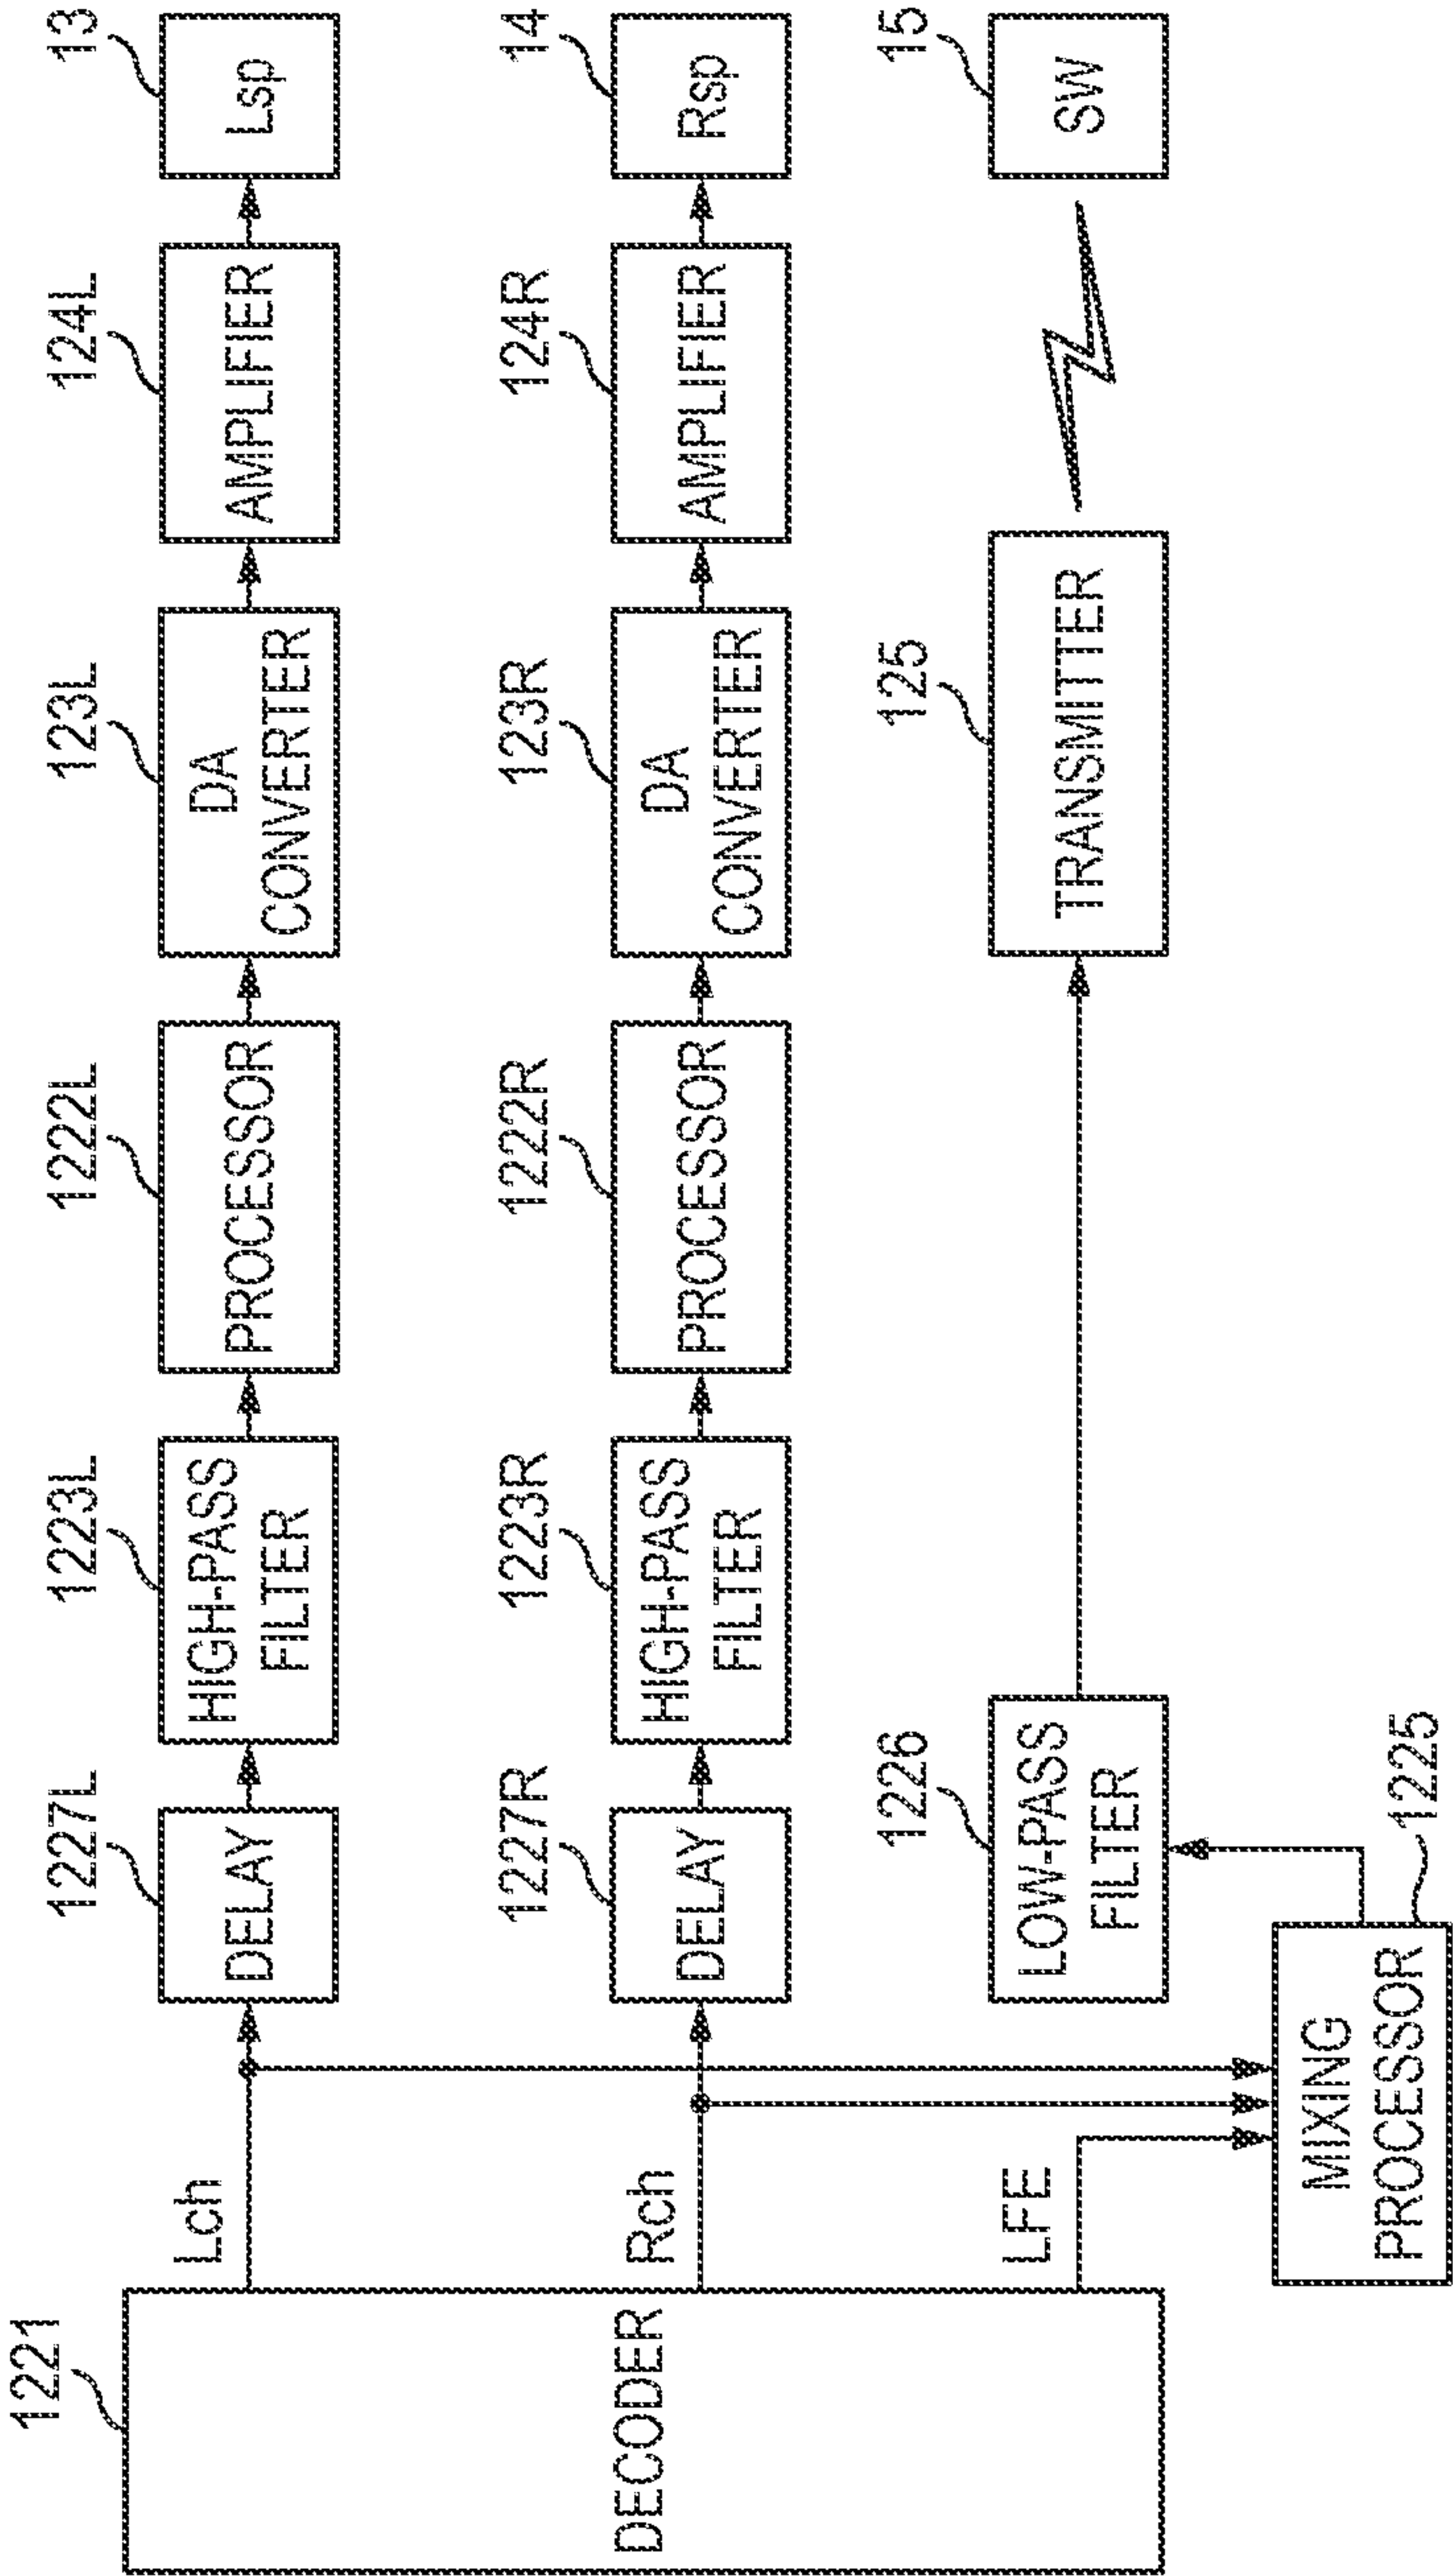 1221
DECODER
Lch
Rch
LFE
1227L
DELAY
1223L
HIGH-PASS
FILTER
1222L
PROCESSOR
123L
DA
CONVERTER
124L
AMPLIFIER
13
Lsp
1227R
DELAY
1223R
HIGH-PASS
FILTER
1222R
PROCESSOR
123R
DA
CONVERTER
124R
AMPLIFIER
14
Rsp
1226
LOW-PASS
FILTER
125
TRANSMITTER
15
SW
MIXING
PROCESSOR
1225